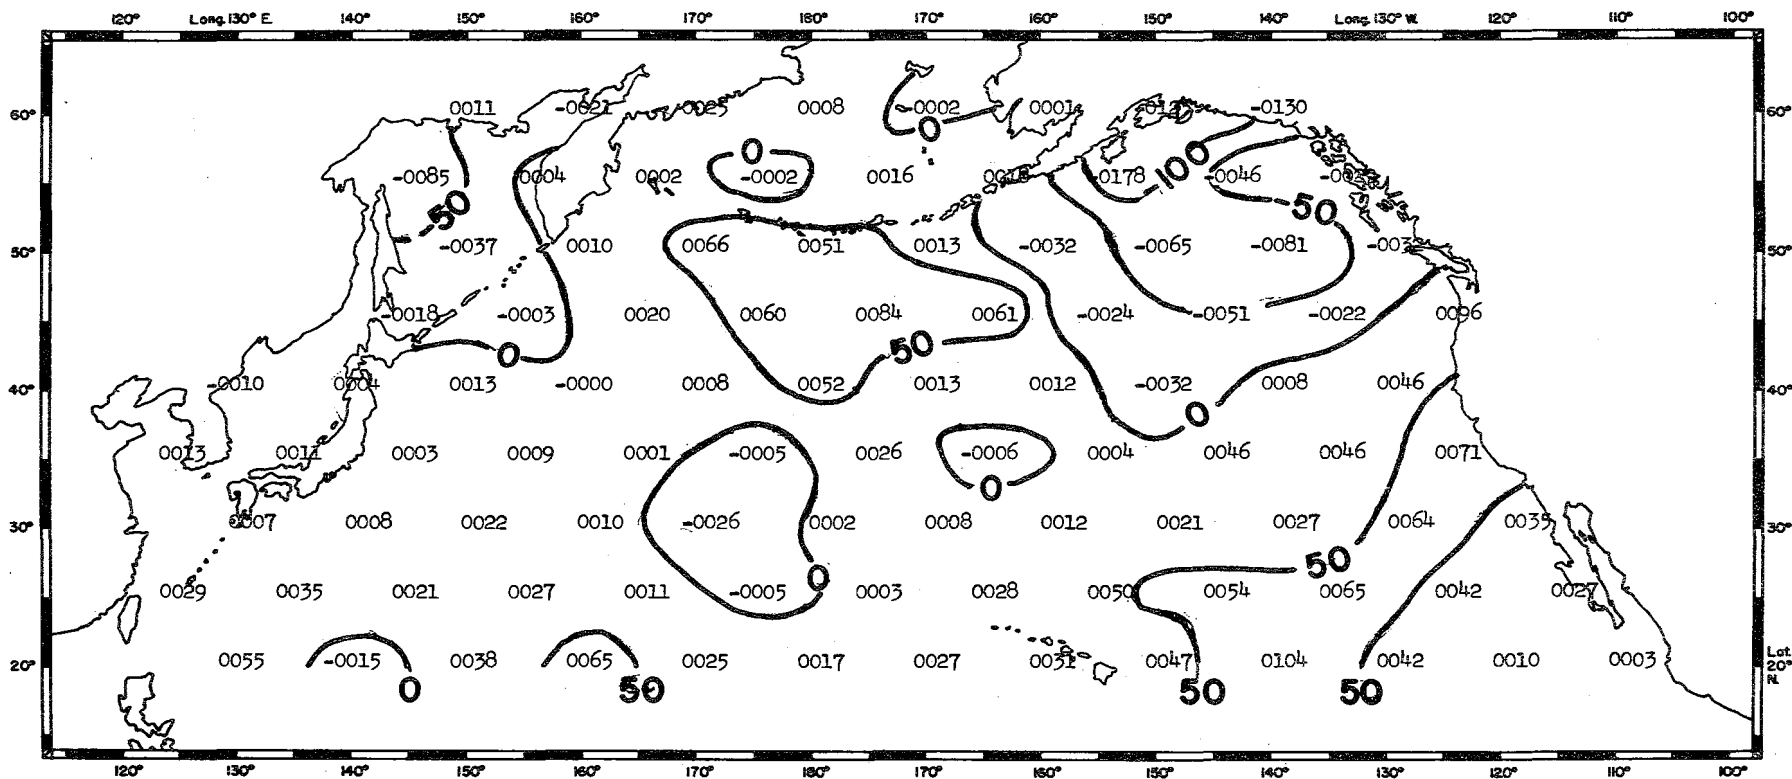 120° Long. 130° E. 140° 150° 160° 170° 180° 170° 160° 150° 140° Long. 130° W. 120° 110° 100°
60° 0011 -0021 0025 0008 -0002 0001 -0130 60°
0
0
-0085 0004 0002 -0002 0016 -0178 -100 -0046
-50 -50
50° -0037 0010 0066 0051 0013 -0032 -0065 -0081 50°
-0018 -0003 0020 0060 0084 0061 -0024 -0051 -0022 0096
0 50
40° -0010 0004 0013 -0000 0008 0052 0013 0012 -0032 0008 0046 40°
0
0013 0011 0003 0009 0001 -0005 0026 -0006 0004 0046 0046 0071
0
30° 0007 0008 0022 0010 -0026 0002 0008 0012 0021 0027 0064 0035 30°
0 50
0029 0035 0021 0027 0011 -0005 0003 0028 0050 0054 0065 0042 0027
20° 0055 -0015 0038 0065 0025 0017 0027 0031 0047 0104 0042 0010 0003 Lat. 20° N.
0 50 50 50
120° 130° 140° 150° 160° 170° 180° 170° 160° 150° 140° 130° 120° 110° 100°